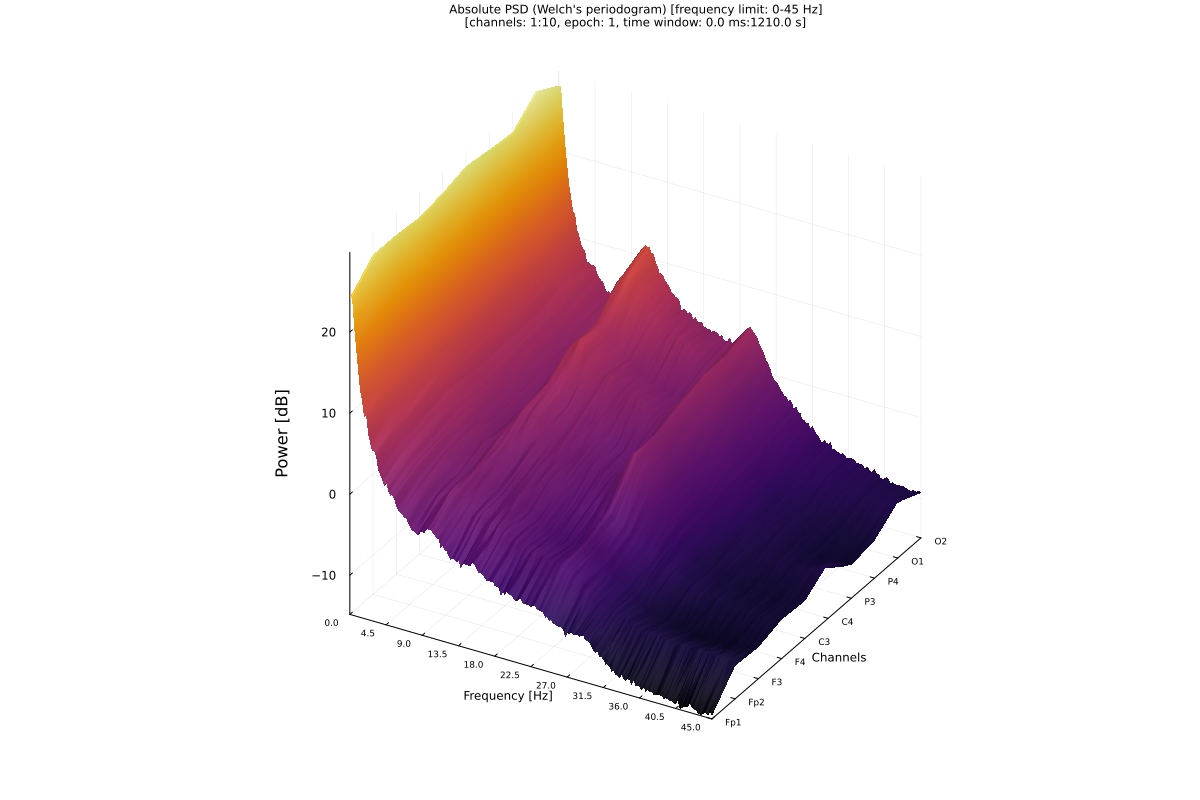 Absolute PSD (Welch's periodogram) [frequency limit: 0-45 Hz]
[channels: 1:10, epoch: 1, time window: 0.0 ms:1210.0 s]
20
10
0
−10
Power [dB]
0.0
4.5
9.0
13.5
18.0
22.5
27.0
31.5
36.0
40.5
45.0
Frequency [Hz]
Fp1
Fp2
F3
F4
C3
C4
P3
P4
O1
O2
Channels